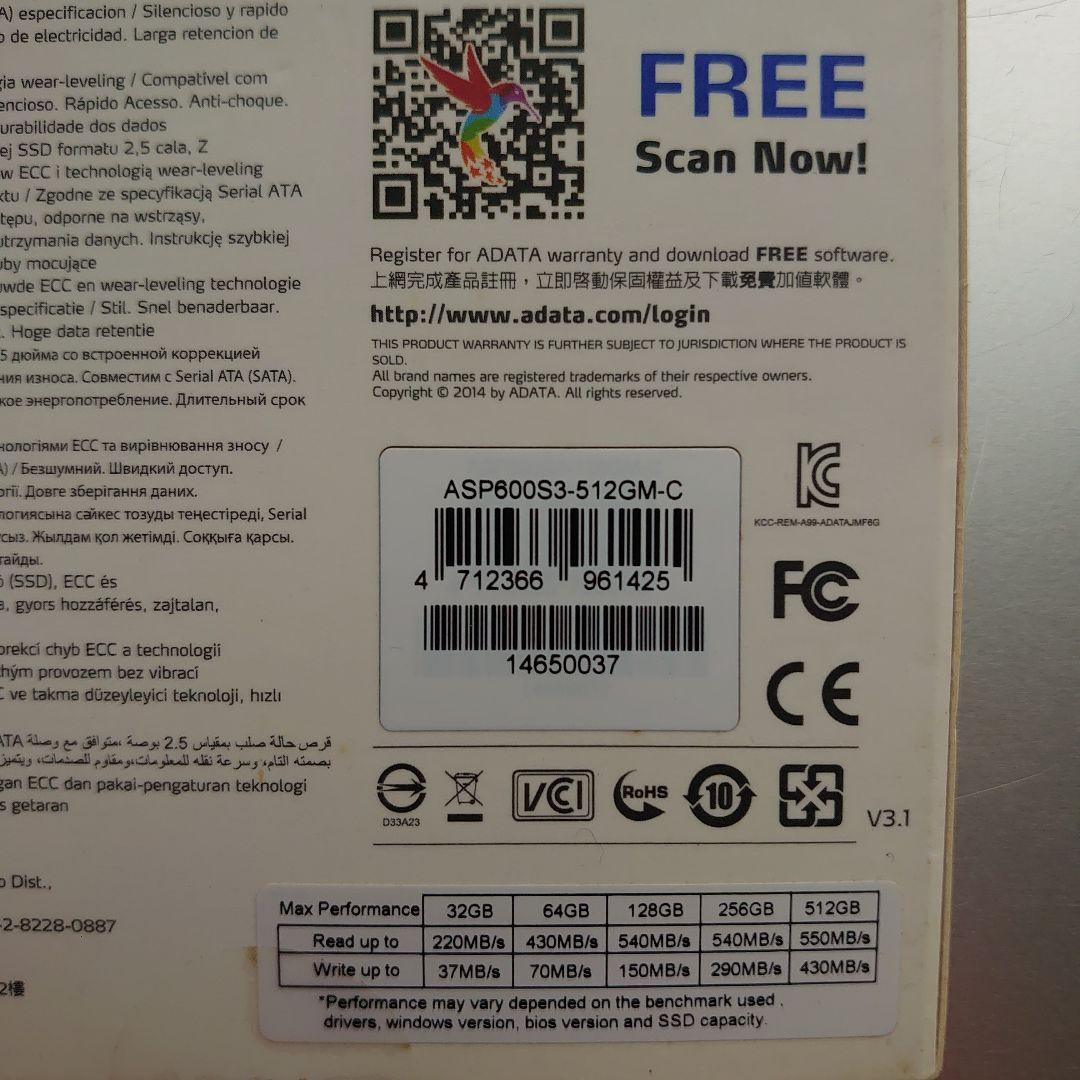 A) especificacion / Silencioso y rapido
o de electricidad. Larga retencion de
gia wear-leveling / Compatível com
encioso. Rápido Acesso. Anti-choque.
urabilidade dos dados
ej SSD formatu 2,5 cala, Z
w ECC i technologią wear-leveling
ktu / Zgodne ze specyfikacją Serial ATA
tępu, odporne na wstrząsy,
utrzymania danych. Instrukcję szybkiej
uby mocujące
uwde ECC en wear-leveling technologie
specificatie / Stil. Snel benaderbaar.
. Hoge data retentie
5 дюйма со встроенной коррекцией
ния износа. Совместим с Serial ATA (SATA).
кое энергопотребление. Длительный срок
нологіями ECC та вирівнювання зносу /
A) / Безшумний. Швидкий доступ.
огії. Довге зберігання даних.
логиясына сайкес тозуды теңестіреді, Serial
сыз. Жылдам қол жетімді. Соққыға қарсы.
тайды.
ó (SSD), ECC és
a, gyors hozzáférés, zajtalan,
orekcí chyb ECC a technologií
hým provozem bez vibrací
C ve takma düzeyleyici teknoloji, hızlı
قرص حالة صلب بمقياس 2.5 بوصة ،متوافق مع وصلة ATA
بصمته التام، وسرعة نقله للمعلومات،ومقاوم للصدمات، ويتميز
gan ECC dan pakai-pengaturan teknologi
s getaran
o Dist.,
-2-8228-0887
2樓
FREE
Scan Now!
Register for ADATA warranty and download FREE software.
上網完成產品註冊，立即啓動保固權益及下載免費加值軟體。
http://www.adata.com/login
THIS PRODUCT WARRANTY IS FURTHER SUBJECT TO JURISDICTION WHERE THE PRODUCT IS
SOLD.
All brand names are registered trademarks of their respective owners.
Copyright © 2014 by ADATA. All rights reserved.
ASP600S3-512GM-C
4 712366 961425
14650037
KC
KCC-REM-A99-ADATAJMF6G
FC
CE
D33A23
VCI
RoHS
10
V3.1
Max Performance 32GB 64GB 128GB 256GB 512GB
Read up to 220MB/s 430MB/s 540MB/s 540MB/s 550MB/s
Write up to 37MB/s 70MB/s 150MB/s 290MB/s 430MB/s
*Performance may vary depended on the benchmark used ,
drivers, windows version, bios version and SSD capacity.